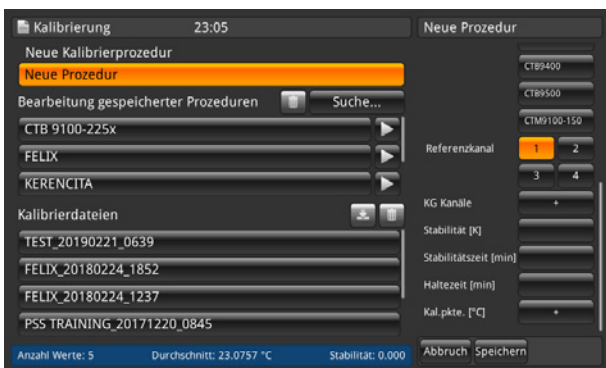 Kalibrierung 23:05
Neue Kalibrierprozedur
Neue Prozedur
Bearbeitung gespeicherter Prozeduren Suche...
CTB 9100-225x
FELIX
KERENCITA
Kalibrierdateien
TEST_20190221_0639
FELIX_20180224_1852
FELIX_20180224_1237
PSS TRAINING_20171220_0845
Anzahl Werte: 5 Durchschnitt: 23.0757 °C Stabilität: 0.000
Neue Prozedur
CTB9400
CTB9500
CTM9100-150
Referenzkanal 1 2
3 4
KG Kanäle +
Stabilität [K]
Stabilitätszeit [min]
Haltezeit [min]
Kal.pkte. [°C] +
Abbruch Speichern